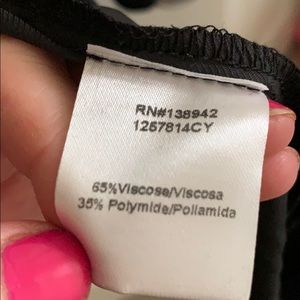 RN#138942
1257814CY
65%Viscose/Viscosa
35% Polymide/Poliamida